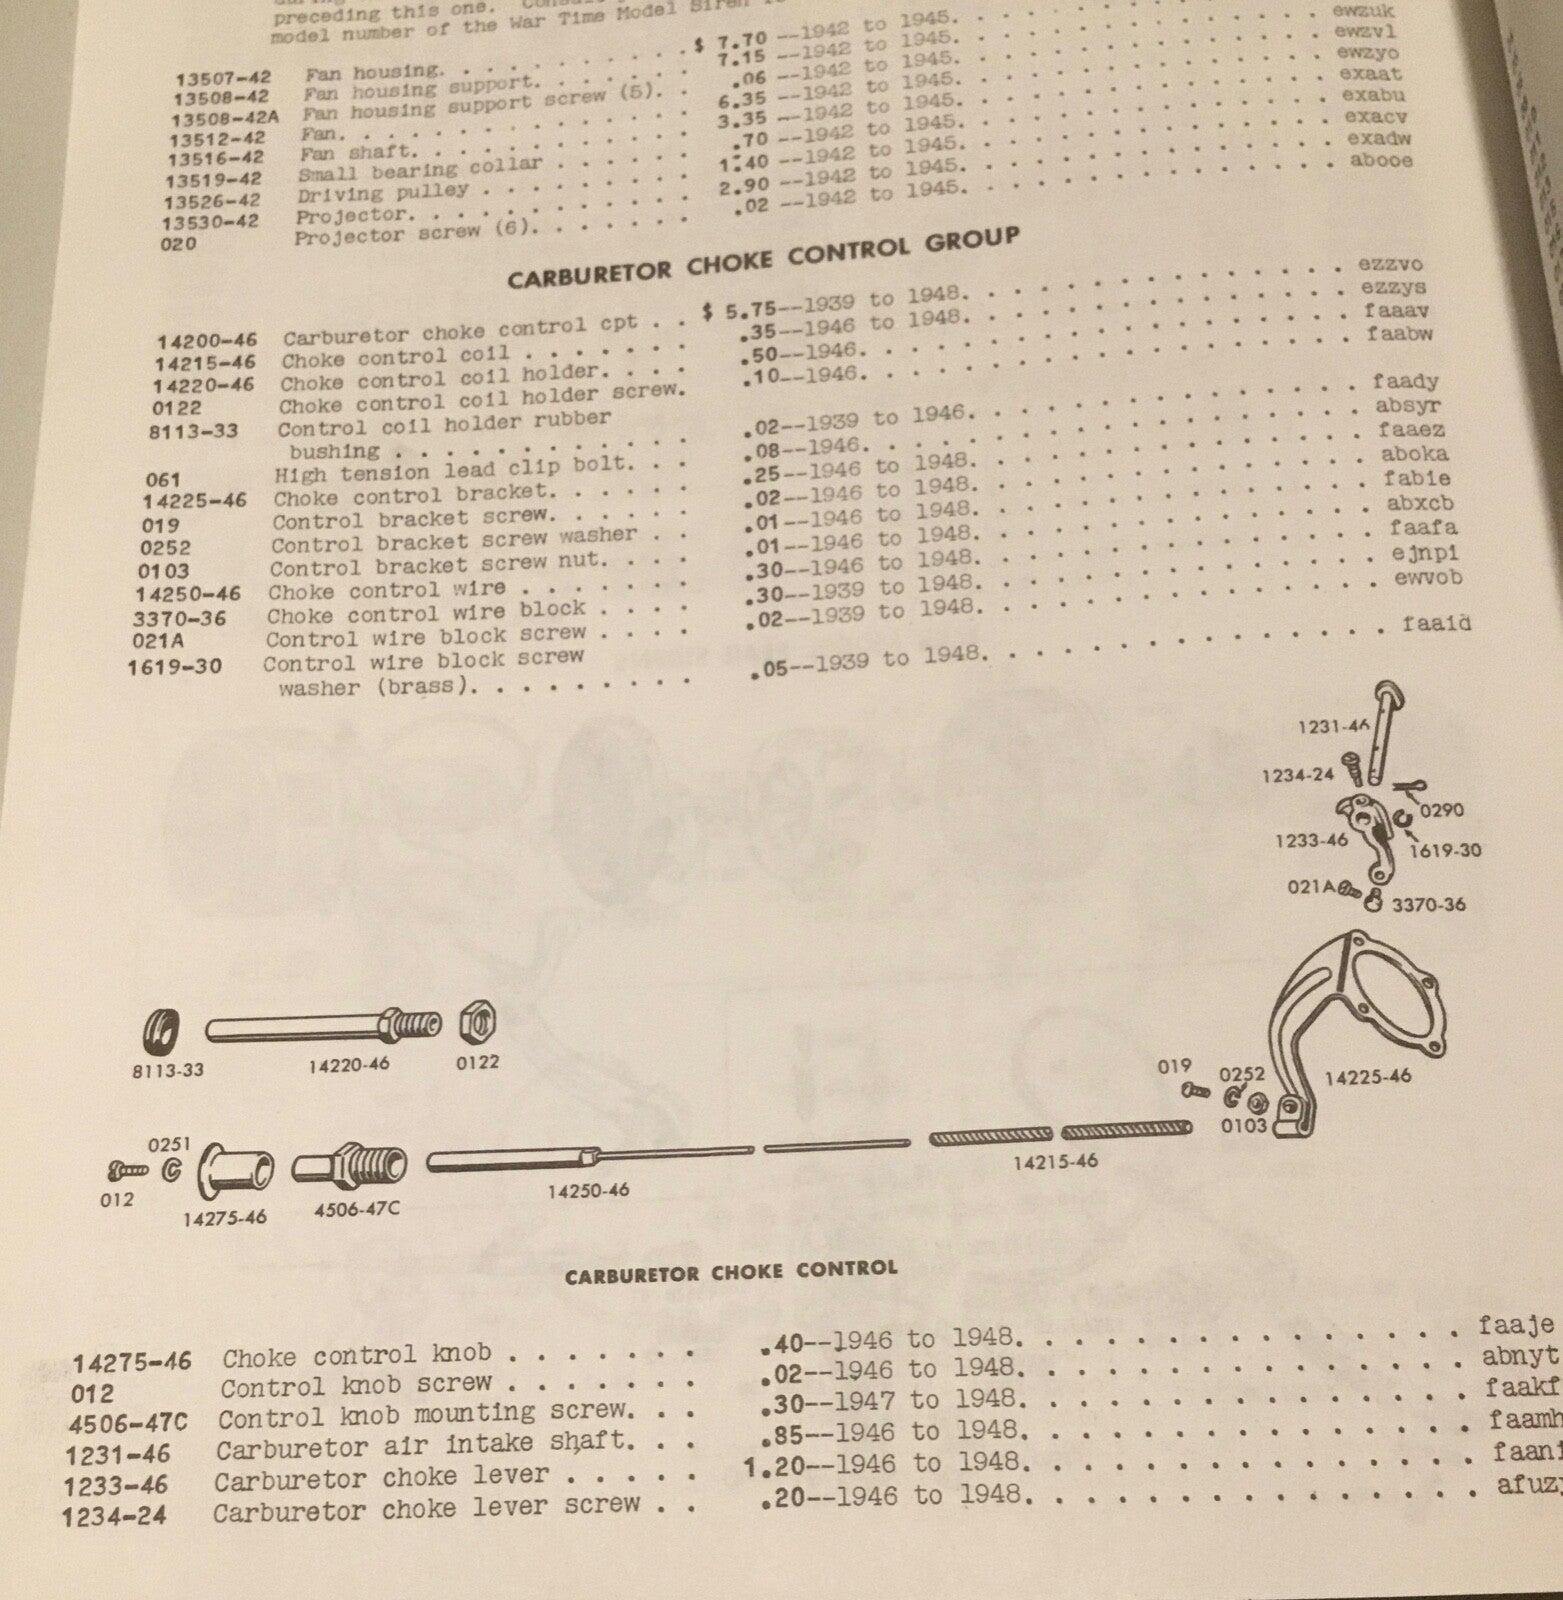 preceding this one.
model number of the War Time Model Siren
13507-42 Fan housing. . . . . . . . . . . $ 7.70 --1942 to 1945. . . . . . . . . . . . . . . . ewzuk
13508-42 Fan housing support. . . . . . . 7.15 --1942 to 1945. . . . . . . . . . . . . . . . ewzvl
13508-42A Fan housing support screw (5). . .06 --1942 to 1945. . . . . . . . . . . . . . . . ewzyo
13512-42 Fan. . . . . . . . . . . . . . . 6.35 --1942 to 1945. . . . . . . . . . . . . . . . exaat
13516-42 Fan shaft. . . . . . . . . . . . 3.35 --1942 to 1945. . . . . . . . . . . . . . . . exabu
13519-42 Small bearing collar . . . . . . .70 --1942 to 1945. . . . . . . . . . . . . . . . exacv
13526-42 Driving pulley . . . . . . . . . 1.40 --1942 to 1945. . . . . . . . . . . . . . . . exadw
13530-42 Projector. . . . . . . . . . . . 2.90 --1942 to 1945. . . . . . . . . . . . . . . . abooe
020 Projector screw (6). . . . . . . .02 --1942 to 1945. . . . . . . . . . . . . . . .
CARBURETOR CHOKE CONTROL GROUP
14200-46 Carburetor choke control cpt . . $ 5.75--1939 to 1948. . . . . . . . . . . . . . . . ezzvo
14215-46 Choke control coil . . . . . . . .35--1946 to 1948. . . . . . . . . . . . . . . . ezzys
14220-46 Choke control coil holder. . . . .50--1946. . . . . . . . . . . . . . . . . . . . faaav
0122 Choke control coil holder screw. .10--1946. . . . . . . . . . . . . . . . . . . . faabw
8113-33 Control coil holder rubber
bushing . . . . . . . . . . . . .02--1939 to 1946. . . . . . . . . . . . . . . . faady
061 High tension lead clip bolt. . . .08--1946. . . . . . . . . . . . . . . . . . . . absyr
14225-46 Choke control bracket. . . . . . .25--1946 to 1948. . . . . . . . . . . . . . . . faaez
019 Control bracket screw. . . . . . .02--1946 to 1948. . . . . . . . . . . . . . . . aboka
0252 Control bracket screw washer . . .01--1946 to 1948. . . . . . . . . . . . . . . . fabie
0103 Control bracket screw nut. . . . .01--1946 to 1948. . . . . . . . . . . . . . . . abxcb
14250-46 Choke control wire . . . . . . . .30--1946 to 1948. . . . . . . . . . . . . . . . faafa
3370-36 Choke control wire block . . . . .30--1939 to 1948. . . . . . . . . . . . . . . . ejnpi
021A Control wire block screw . . . . .02--1939 to 1948. . . . . . . . . . . . . . . . ewvob
1619-30 Control wire block screw
washer (brass). . . . . . . . . .05--1939 to 1948. . . . . . . . . . . . . . . . faaid
1231-46
1234-24
0290
1233-46
1619-30
021A
3370-36
8113-33
14220-46
0122
019
0252
14225-46
0103
0251
14215-46
012
14275-46
4506-47C
14250-46
CARBURETOR CHOKE CONTROL
14275-46 Choke control knob . . . . . . . .40--1946 to 1948. . . . . . . . . . . . . . . . faaje
012 Control knob screw . . . . . . . .02--1946 to 1948. . . . . . . . . . . . . . . . abnyt
4506-47C Control knob mounting screw. . . .30--1947 to 1948. . . . . . . . . . . . . . . . faakf
1231-46 Carburetor air intake shaft. . . .85--1946 to 1948. . . . . . . . . . . . . . . . faamh
1233-46 Carburetor choke lever . . . . . 1.20--1946 to 1948. . . . . . . . . . . . . . . . faani
1234-24 Carburetor choke lever screw . . .20--1946 to 1948. . . . . . . . . . . . . . . . afuz